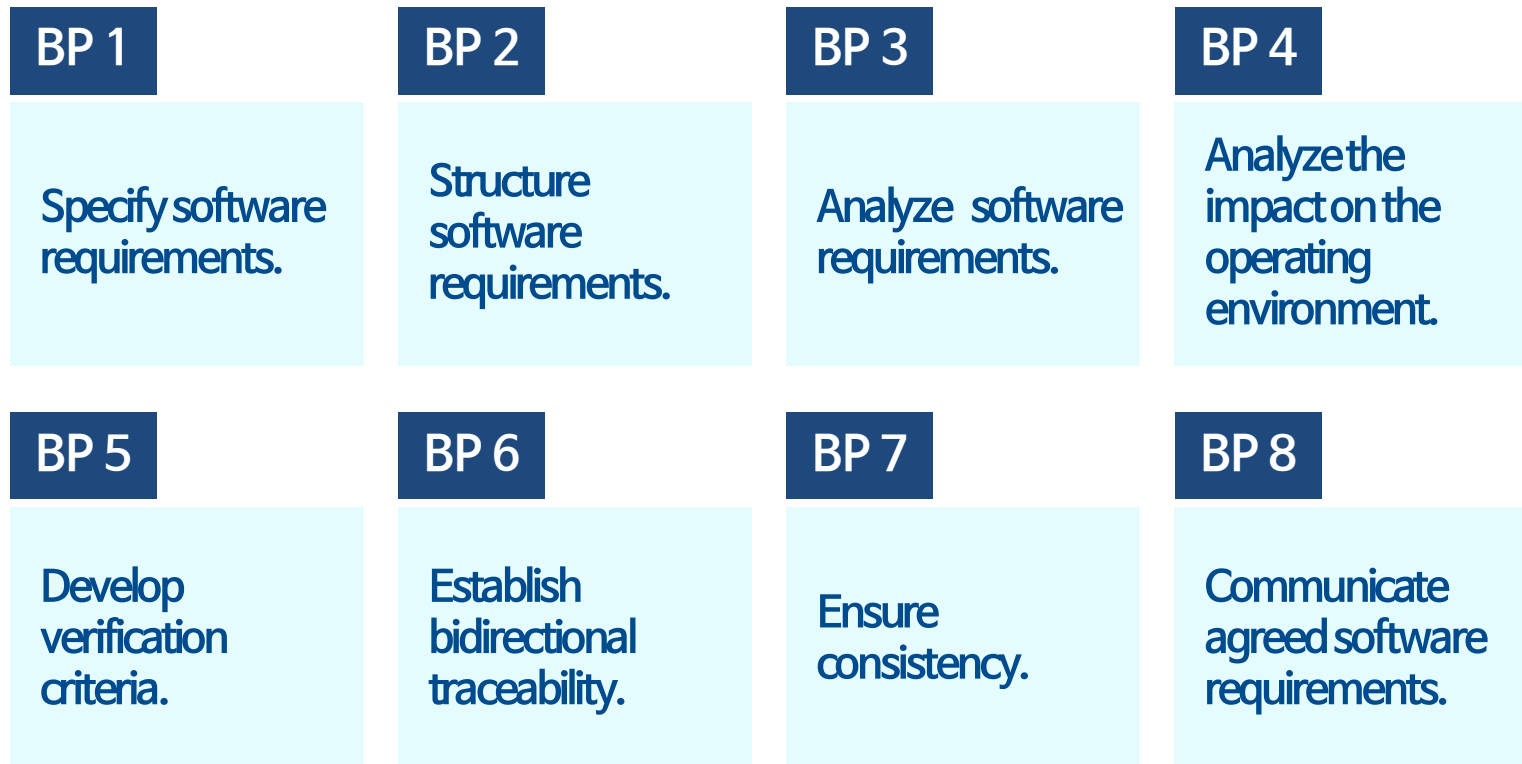 BP 1
Specify software
requirements.
BP 2
Structure
software
requirements.
BP 3
Analyze software
requirements.
BP 4
Analyze the
impact on the
operating
environment.
BP 5
Develop
verification
criteria.
BP 6
Establish
bidirectional
traceability.
BP 7
Ensure
consistency.
BP 8
Communicate
agreed software
requirements.